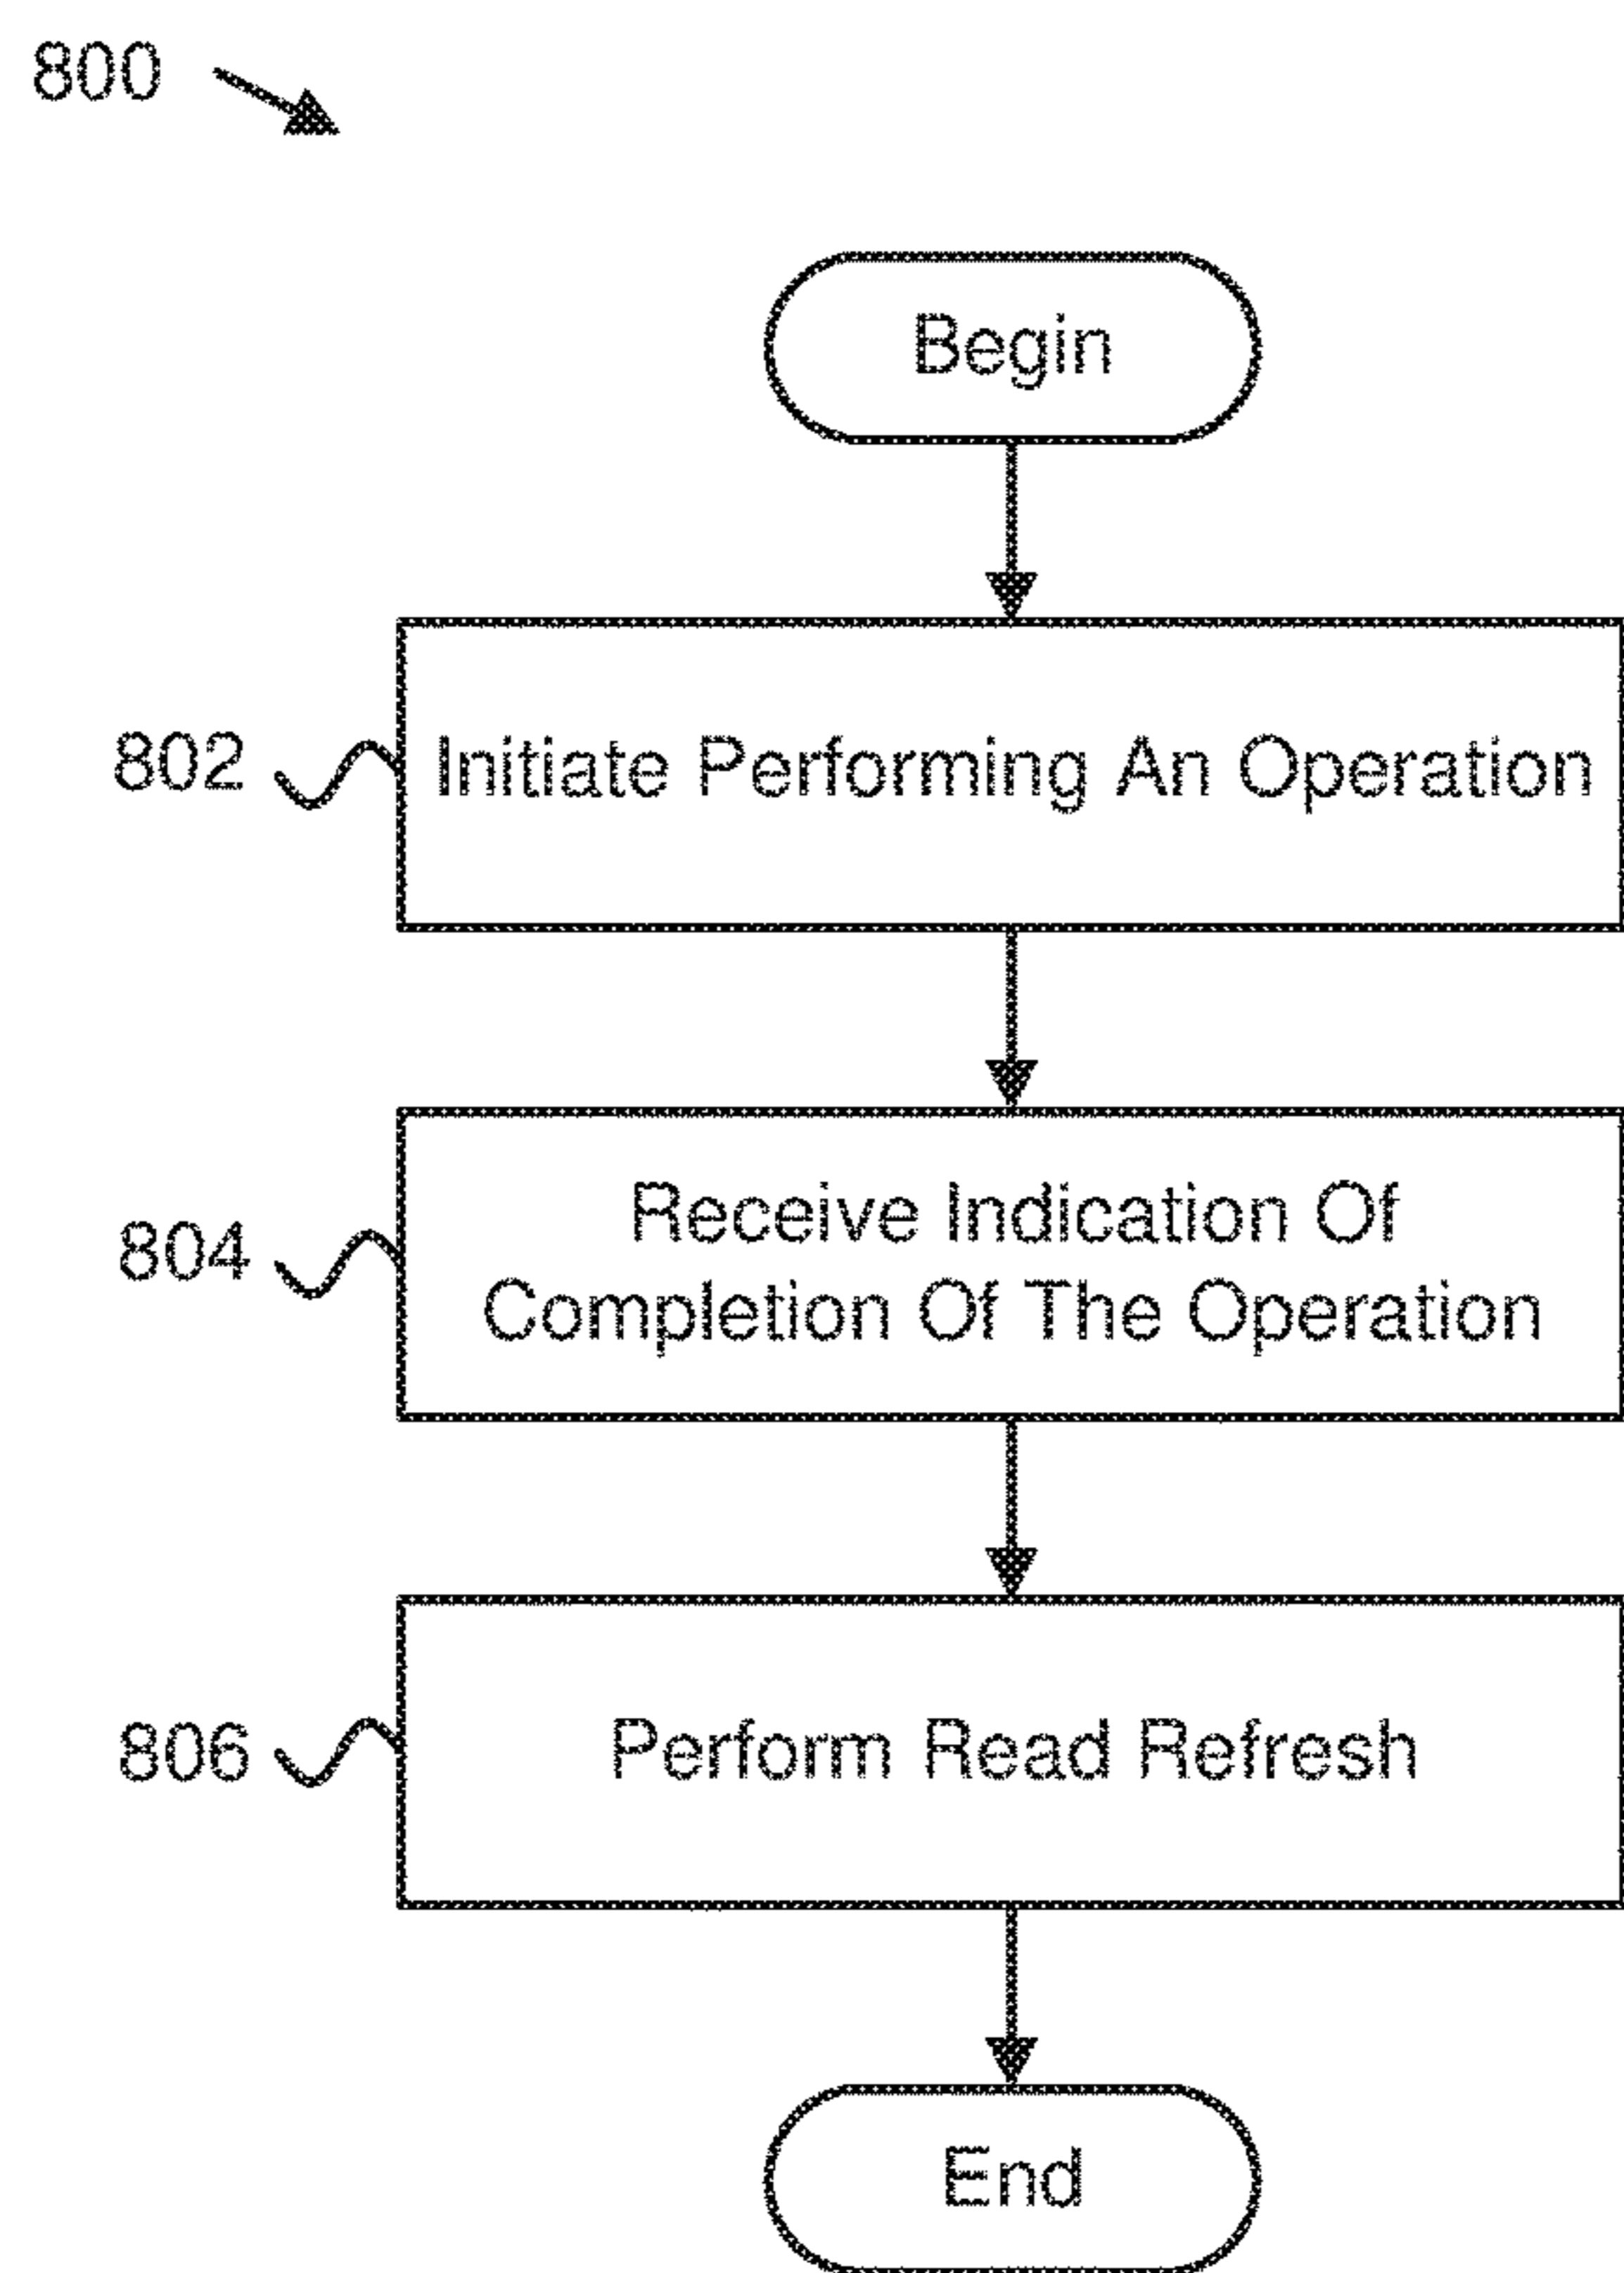 800
Begin
802
Initiate Performing An Operation
804
Receive Indication Of
Completion Of The Operation
806
Perform Read Refresh
End